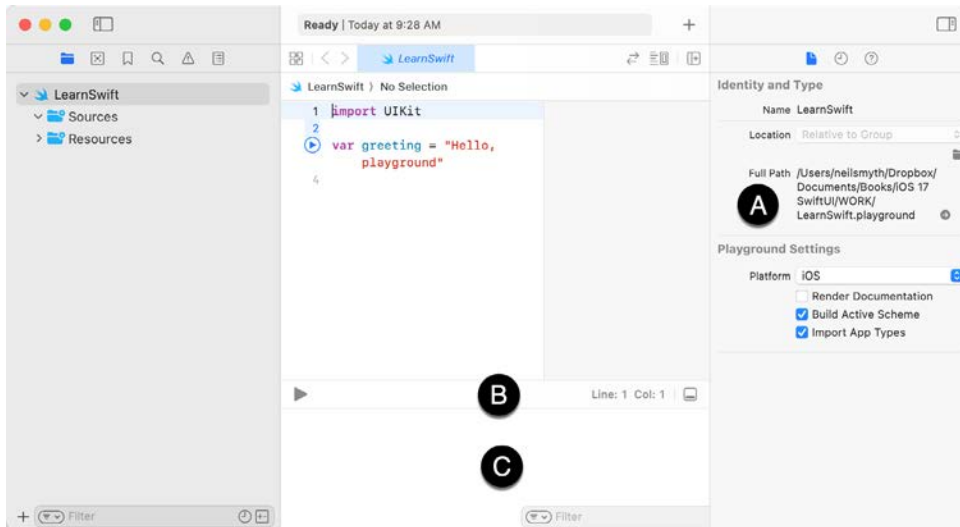 Ready | Today at 9:28 AM
LearnSwift
LearnSwift
Sources
Resources
Filter
LearnSwift 〉 No Selection
1 import UIKit
2
var greeting = "Hello,
playground"
4
B
Line: 1 Col: 1
C
Filter
Identity and Type
Name LearnSwift
Location Relative to Group
Full Path /Users/neilsmyth/Dropbox/
Documents/Books/iOS 17
SwiftUI/WORK/
LearnSwift.playground
A
Playground Settings
Platform iOS
Render Documentation
Build Active Scheme
Import App Types